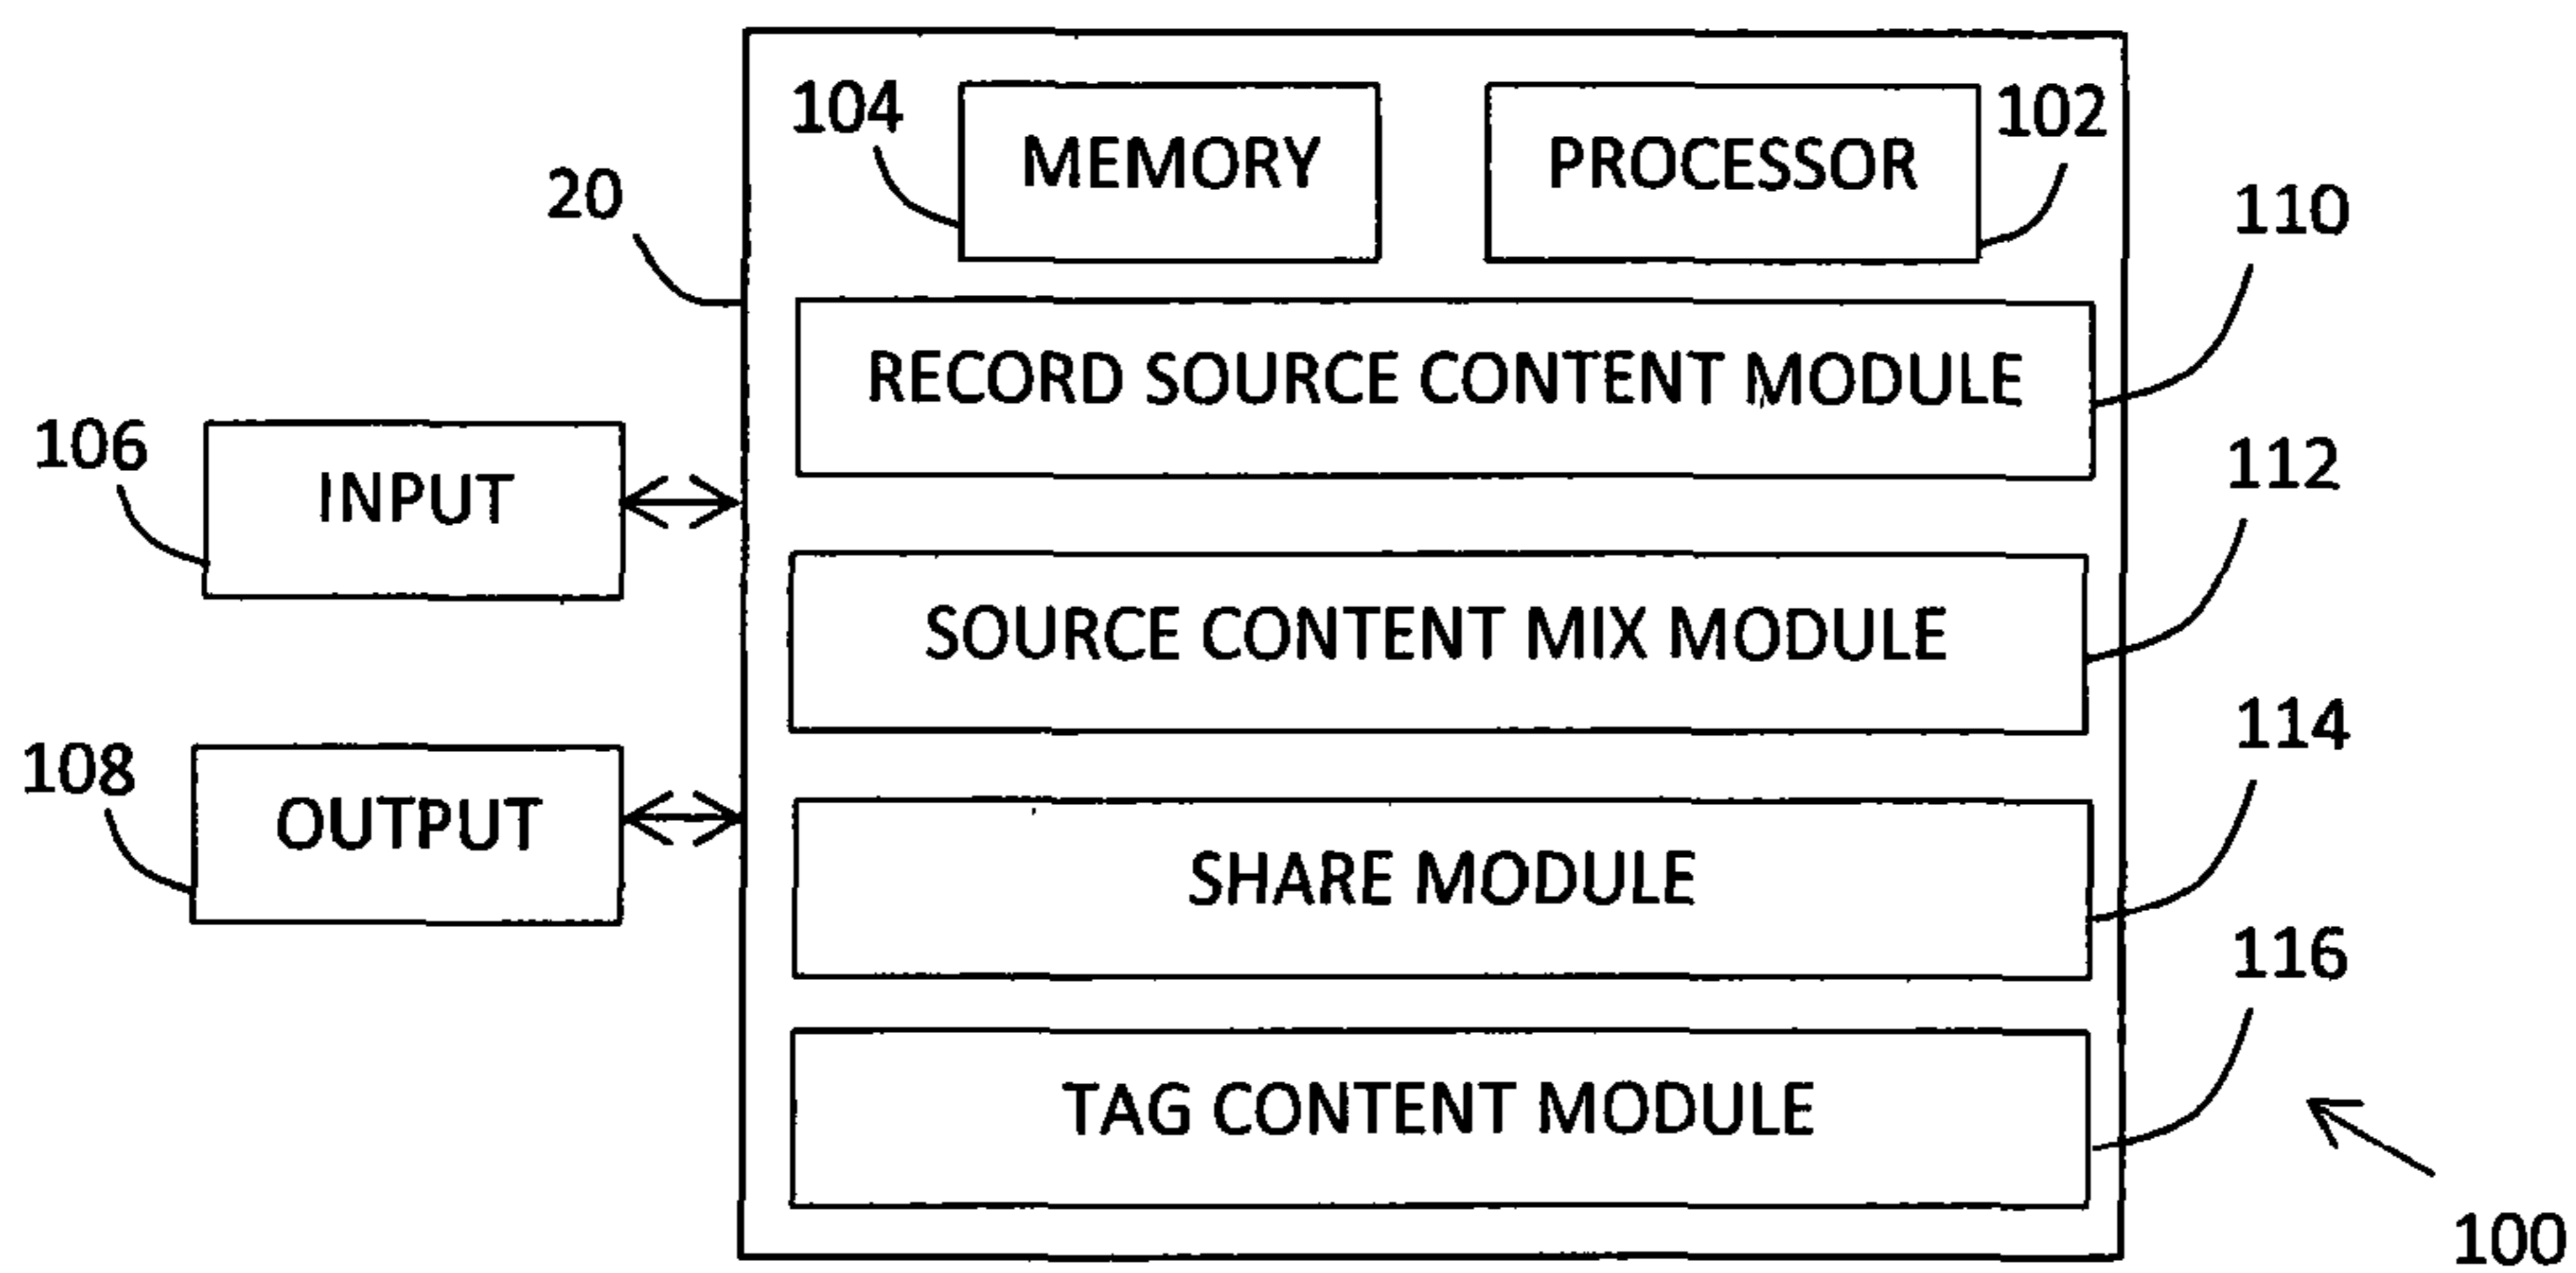 104
MEMORY
PROCESSOR
102
20
110
RECORD SOURCE CONTENT MODULE
106
INPUT
112
SOURCE CONTENT MIX MODULE
114
108
OUTPUT
SHARE MODULE
116
TAG CONTENT MODULE
100